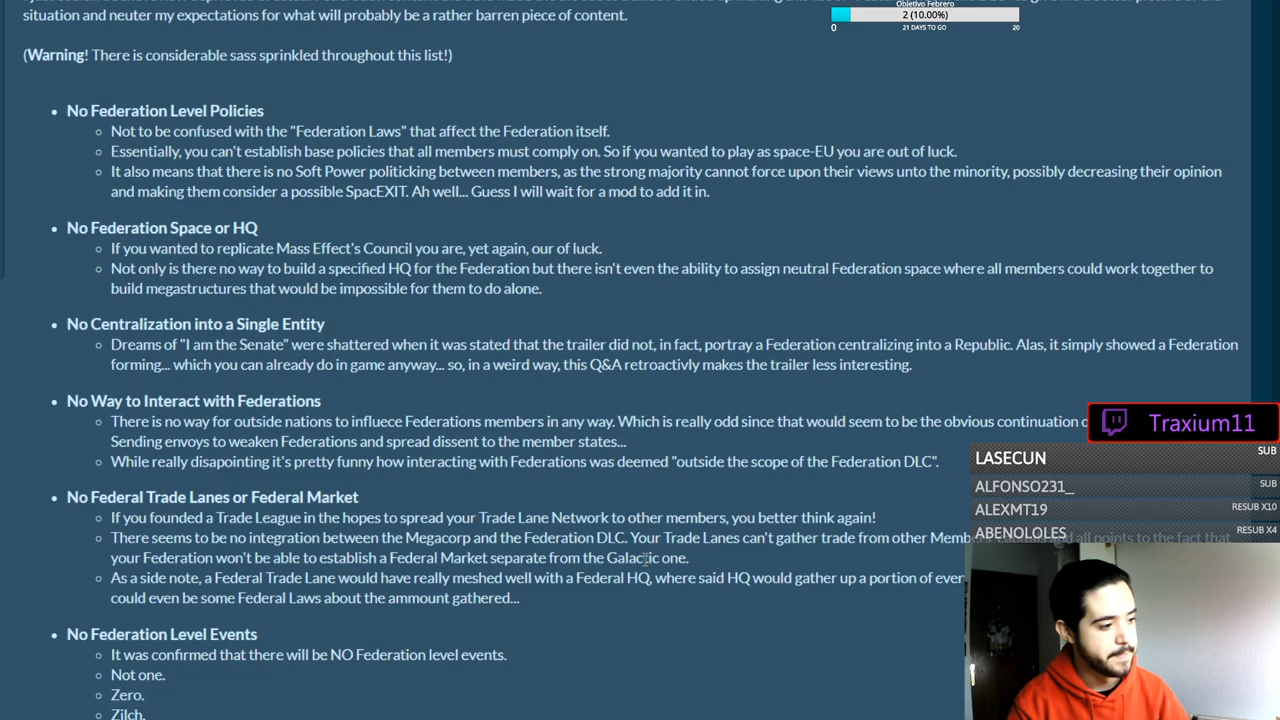 situation and neuter my expectations for what will probably be a rather barren piece of content.
Objetivo Febrero
2 (10.00%)
0 21 DAYS TO GO 20
(Warning! There is considerable sass sprinkled throughout this list!)
• No Federation Level Policies
Not to be confused with the "Federation Laws" that affect the Federation itself.
Essentially, you can't establish base policies that all members must comply on. So if you wanted to play as space-EU you are out of luck.
It also means that there is no Soft Power politicking between members, as the strong majority cannot force upon their views unto the minority, possibly decreasing their opinion
and making them consider a possible SpacEXIT. Ah well... Guess I will wait for a mod to add it in.
• No Federation Space or HQ
If you wanted to replicate Mass Effect's Council you are, yet again, our of luck.
Not only is there no way to build a specified HQ for the Federation but there isn't even the ability to assign neutral Federation space where all members could work together to
build megastructures that would be impossible for them to do alone.
• No Centralization into a Single Entity
Dreams of "I am the Senate" were shattered when it was stated that the trailer did not, in fact, portray a Federation centralizing into a Republic. Alas, it simply showed a Federation
forming... which you can already do in game anyway... so, in a weird way, this Q&A retroactivly makes the trailer less interesting.
• No Way to Interact with Federations
There is no way for outside nations to influece Federations members in any way. Which is really odd since that would seem to be the obvious continuation
Sending envoys to weaken Federations and spread dissent to the member states...
While really disapointing it's pretty funny how interacting with Federations was deemed "outside the scope of the Federation DLC".
• No Federal Trade Lanes or Federal Market
If you founded a Trade League in the hopes to spread your Trade Lane Network to other members, you better think again!
There seems to be no integration between the Megacorp and the Federation DLC. Your Trade Lanes can't gather trade from other Members' capitals and all points to the fact that
your Federation won't be able to establish a Federal Market separate from the Galactic one.
As a side note, a Federal Trade Lane would have really meshed well with a Federal HQ, where said HQ would gather up a portion of
could even be some Federal Laws about the ammount gathered...
• No Federation Level Events
It was confirmed that there will be NO Federation level events.
Not one.
Zero.
Zilch.
Traxium11
LASECUN SUB
ALFONSO231_ SUB
ALEXMT19 RESUB X10
ABENOLOLES RESUB X4